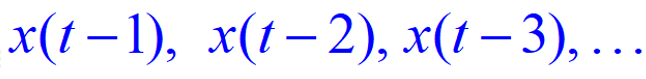 x(t − 1), x(t − 2), x(t − 3), …